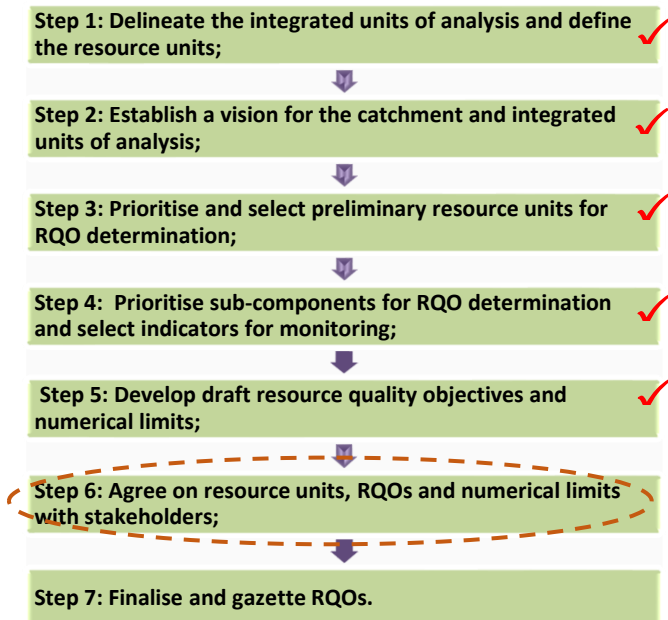 Step 1: Delineate the integrated units of analysis and define
the resource units;
Step 2: Establish a vision for the catchment and integrated
units of analysis;
Step 3: Prioritise and select preliminary resource units for
RQO determination;
Step 4:  Prioritise sub-components for RQO determination
and select indicators for monitoring;
Step 5: Develop draft resource quality objectives and
numerical limits;
Step 6: Agree on resource units, RQOs and numerical limits
with stakeholders;
Step 7: Finalise and gazette RQOs.